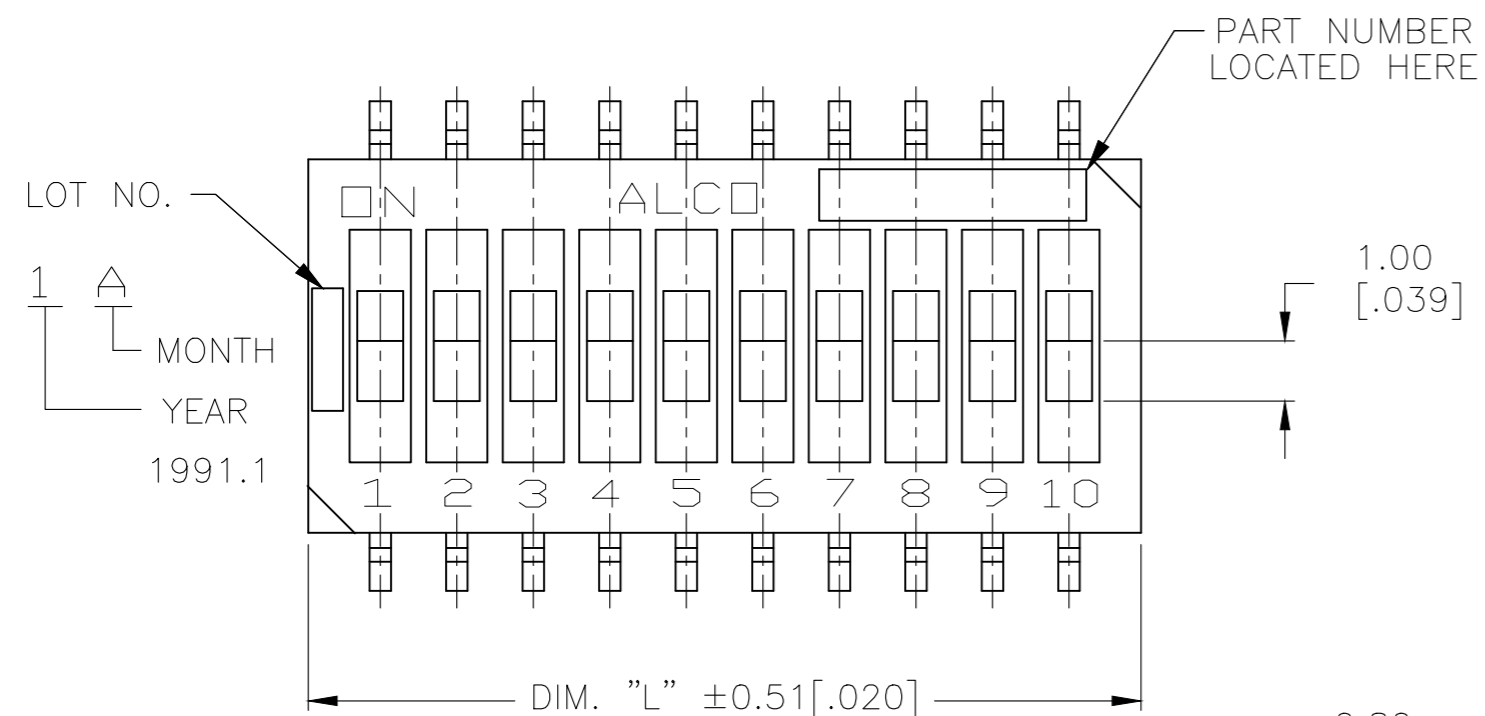 PART NUMBER
LOCATED HERE
LOT NO.
ON ALCO
1 A
MONTH
YEAR
1991.1
1.00
[.039]
1 2 3 4 5 6 7 8 9 10
DIM. "L" ±0.51[.020]